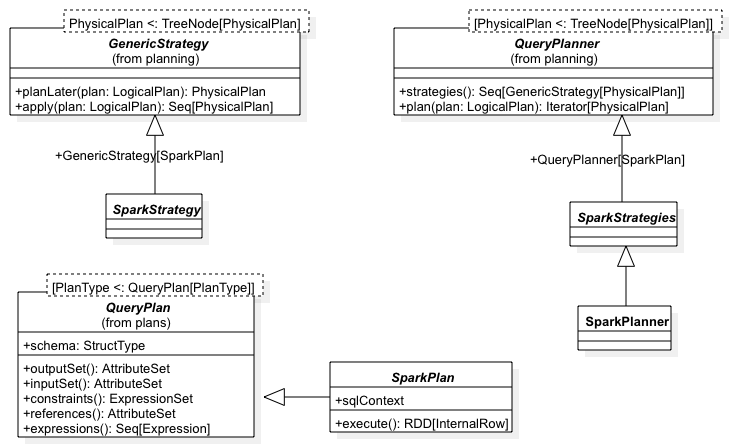 PhysicalPlan <: TreeNode[PhysicalPlan]
GenericStrategy
(from planning)
+planLater(plan: LogicalPlan): PhysicalPlan
+apply(plan: LogicalPlan): Seq[PhysicalPlan]
+GenericStrategy[SparkPlan]
SparkStrategy
[PhysicalPlan <: TreeNode[PhysicalPlan]]
QueryPlanner
(from planning)
+strategies(): Seq[GenericStrategy[PhysicalPlan]]
+plan(plan: LogicalPlan): Iterator[PhysicalPlan]
+QueryPlanner[SparkPlan]
SparkStrategies
SparkPlanner
[PlanType <: QueryPlan[PlanType]]
QueryPlan
(from plans)
+schema: StructType
+outputSet(): AttributeSet
+inputSet(): AttributeSet
+constraints(): ExpressionSet
+references(): AttributeSet
+expressions(): Seq[Expression]
SparkPlan
+sqlContext
+execute(): RDD[InternalRow]